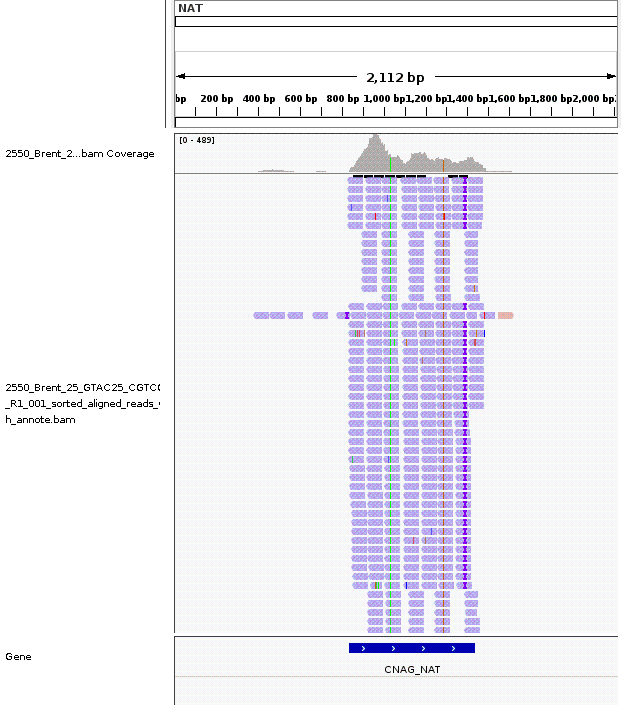 NAT
2,112 bp
bp 200 bp 400 bp 600 bp 800 bp 1,000 bp 1,200 bp 1,400 bp 1,600 bp 1,800 bp 2,000 bp
[0 - 489]
2550_Brent_2...bam Coverage
2550_Brent_25_GTAC25_CGTC
_R1_001_sorted_aligned_reads_
h_annote.bam
Gene
CNAG_NAT